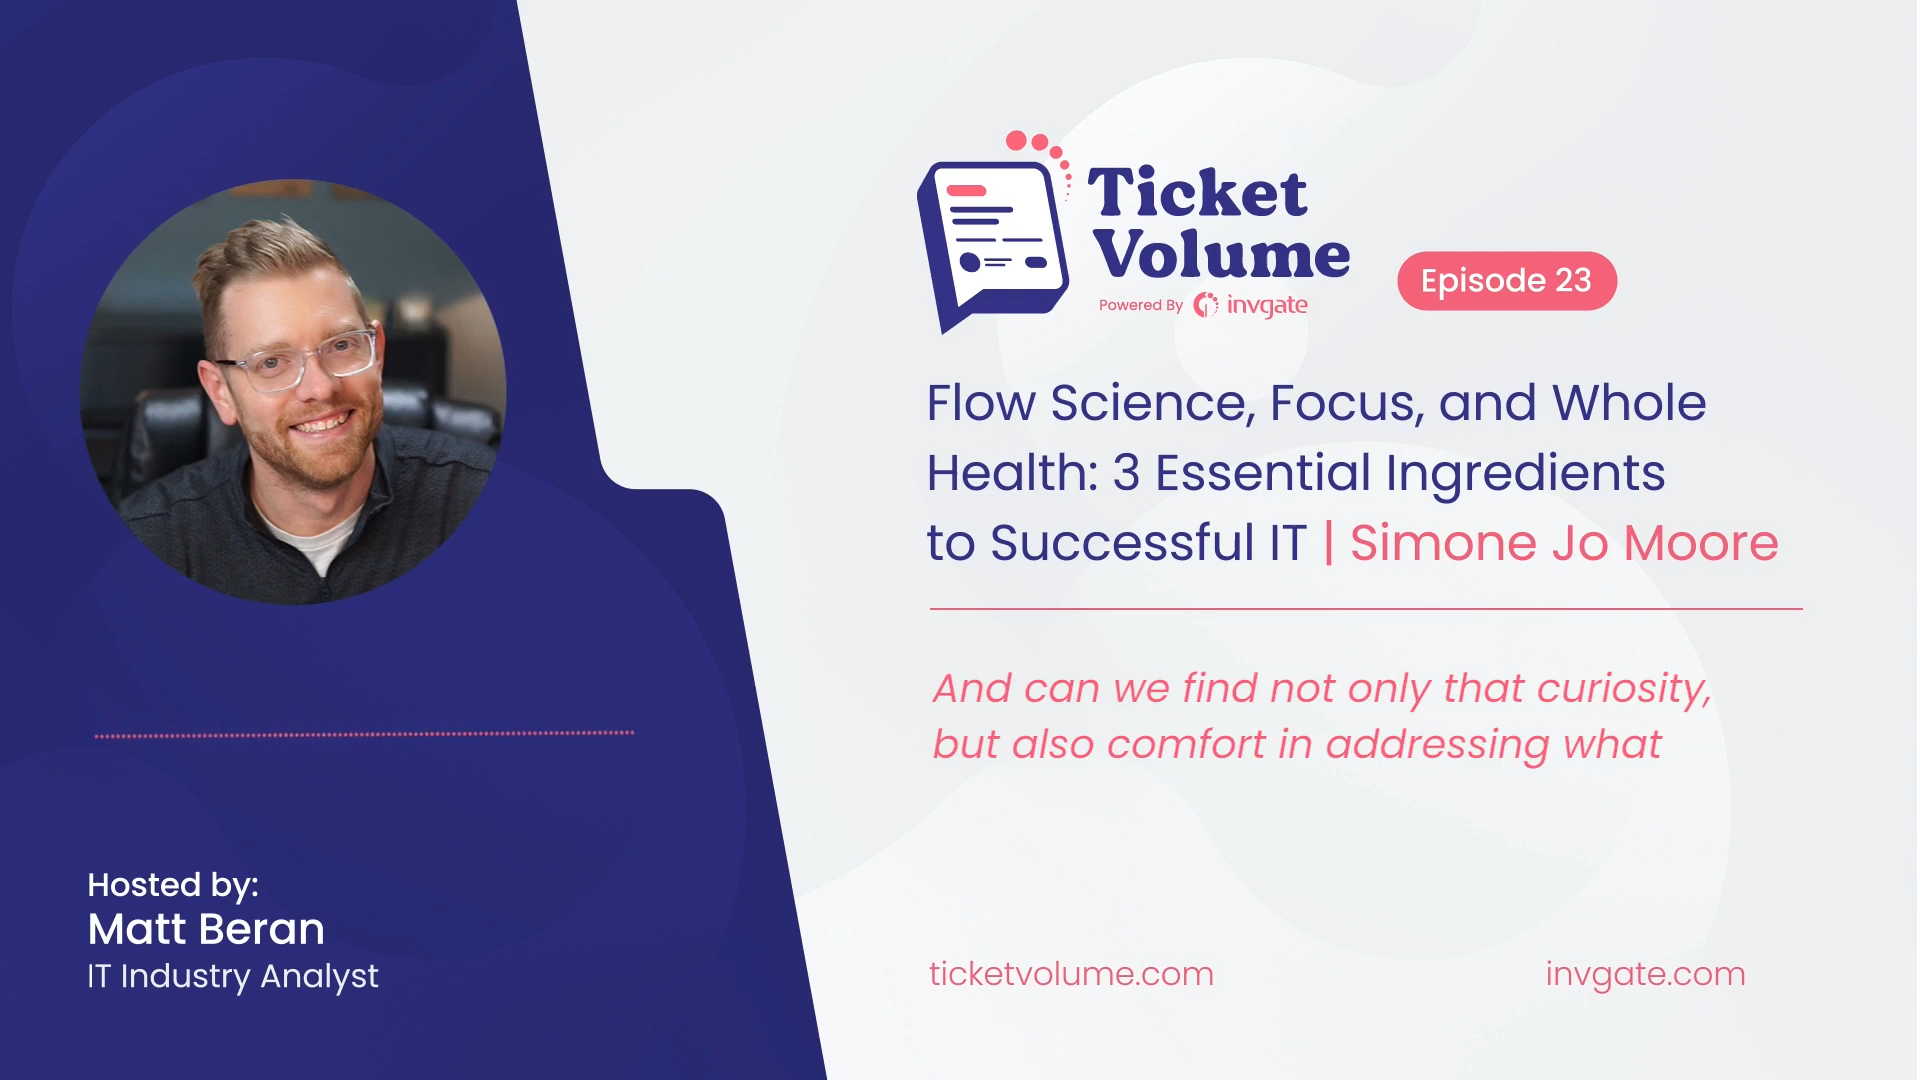 Ticket
Volume
Powered By invgate
Episode 23
Flow Science, Focus, and Whole
Health: 3 Essential Ingredients
to Successful IT | Simone Jo Moore
And can we find not only that curiosity,
but also comfort in addressing what
Hosted by:
Matt Beran
IT Industry Analyst
ticketvolume.com
invgate.com